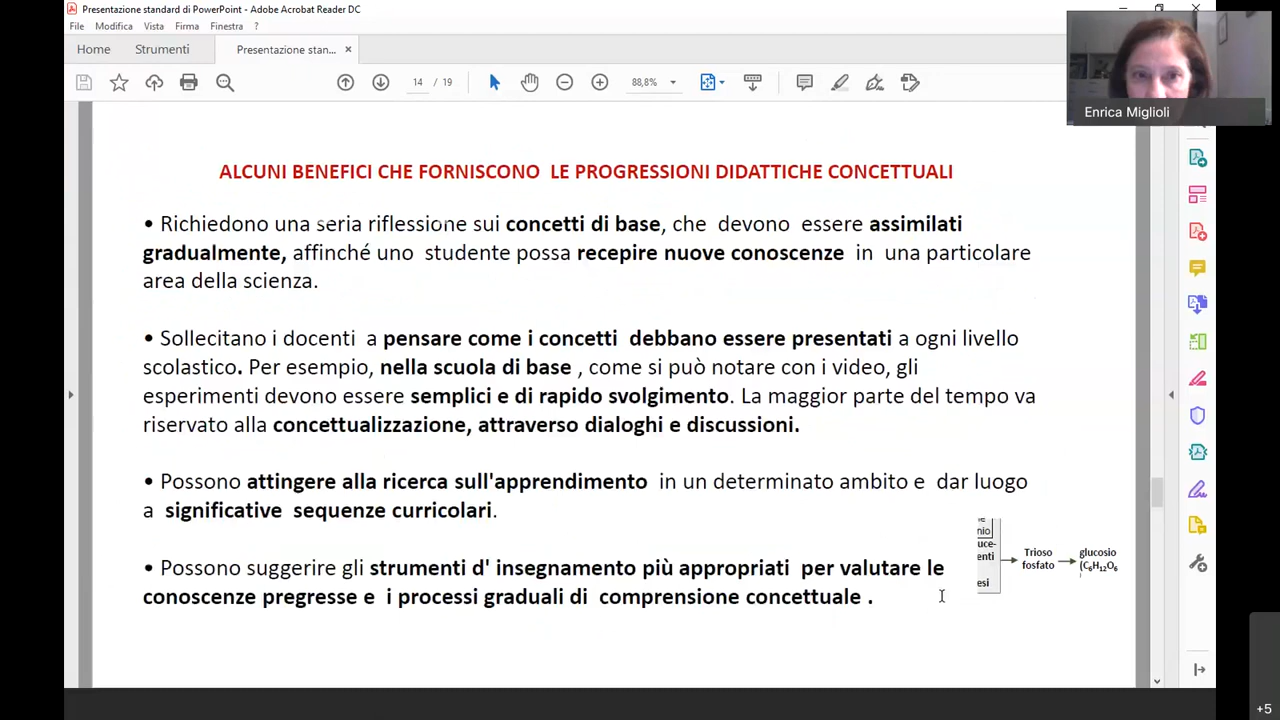 Presentazione standard di PowerPoint - Adobe Acrobat Reader DC
File Modifica Vista Firma Finestra ?
Home Strumenti Presentazione stan... ×
14 / 19 88,8%
Enrica Miglioli
ALCUNI BENEFICI CHE FORNISCONO LE PROGRESSIONI DIDATTICHE CONCETTUALI
• Richiedono una seria riflessione sui concetti di base, che devono essere assimilati
gradualmente, affinché uno studente possa recepire nuove conoscenze in una particolare
area della scienza.
• Sollecitano i docenti a pensare come i concetti debbano essere presentati a ogni livello
scolastico. Per esempio, nella scuola di base , come si può notare con i video, gli
esperimenti devono essere semplici e di rapido svolgimento. La maggior parte del tempo va
riservato alla concettualizzazione, attraverso dialoghi e discussioni.
• Possono attingere alla ricerca sull'apprendimento in un determinato ambito e dar luogo
a significative sequenze curricolari.
• Possono suggerire gli strumenti d' insegnamento più appropriati per valutare le
conoscenze pregresse e i processi graduali di comprensione concettuale .
nio
uce-
enti
esi
Trioso
fosfato
glucosio
(C₆H₁₂O₆
+5